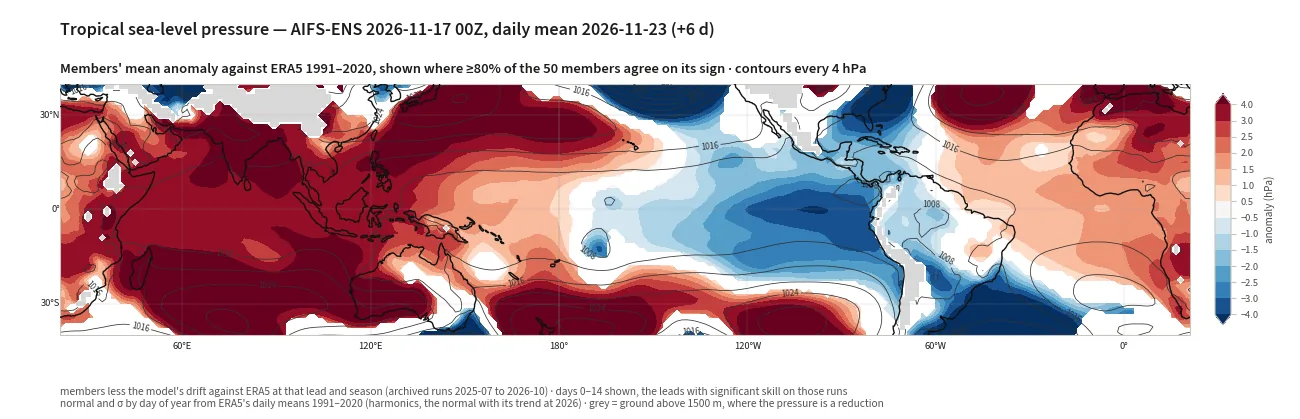 Tropical sea-level pressure — AIFS-ENS 2026-11-17 00Z, daily mean 2026-11-23 (+6 d)
Members' mean anomaly against ERA5 1991–2020, shown where ≥80% of the 50 members agree on its sign · contours every 4 hPa
30°N
0°
30°S
60°E
120°E
180°
120°W
60°W
0°
1016
1016
1016
1008
1008
1008
1016
1024
1016
1016
4.0
3.0
2.0
1.5
1.0
0.5
−0.5
−1.0
−1.5
−2.0
−3.0
−4.0
anomaly (hPa)
members less the model's drift against ERA5 at that lead and season (archived runs 2025-07 to 2026-10) · days 0–14 shown, the leads with significant skill on those runs
normal and σ by day of year from ERA5's daily means 1991–2020 (harmonics, the normal with its trend at 2026) · grey = ground above 1500 m, where the pressure is a reduction